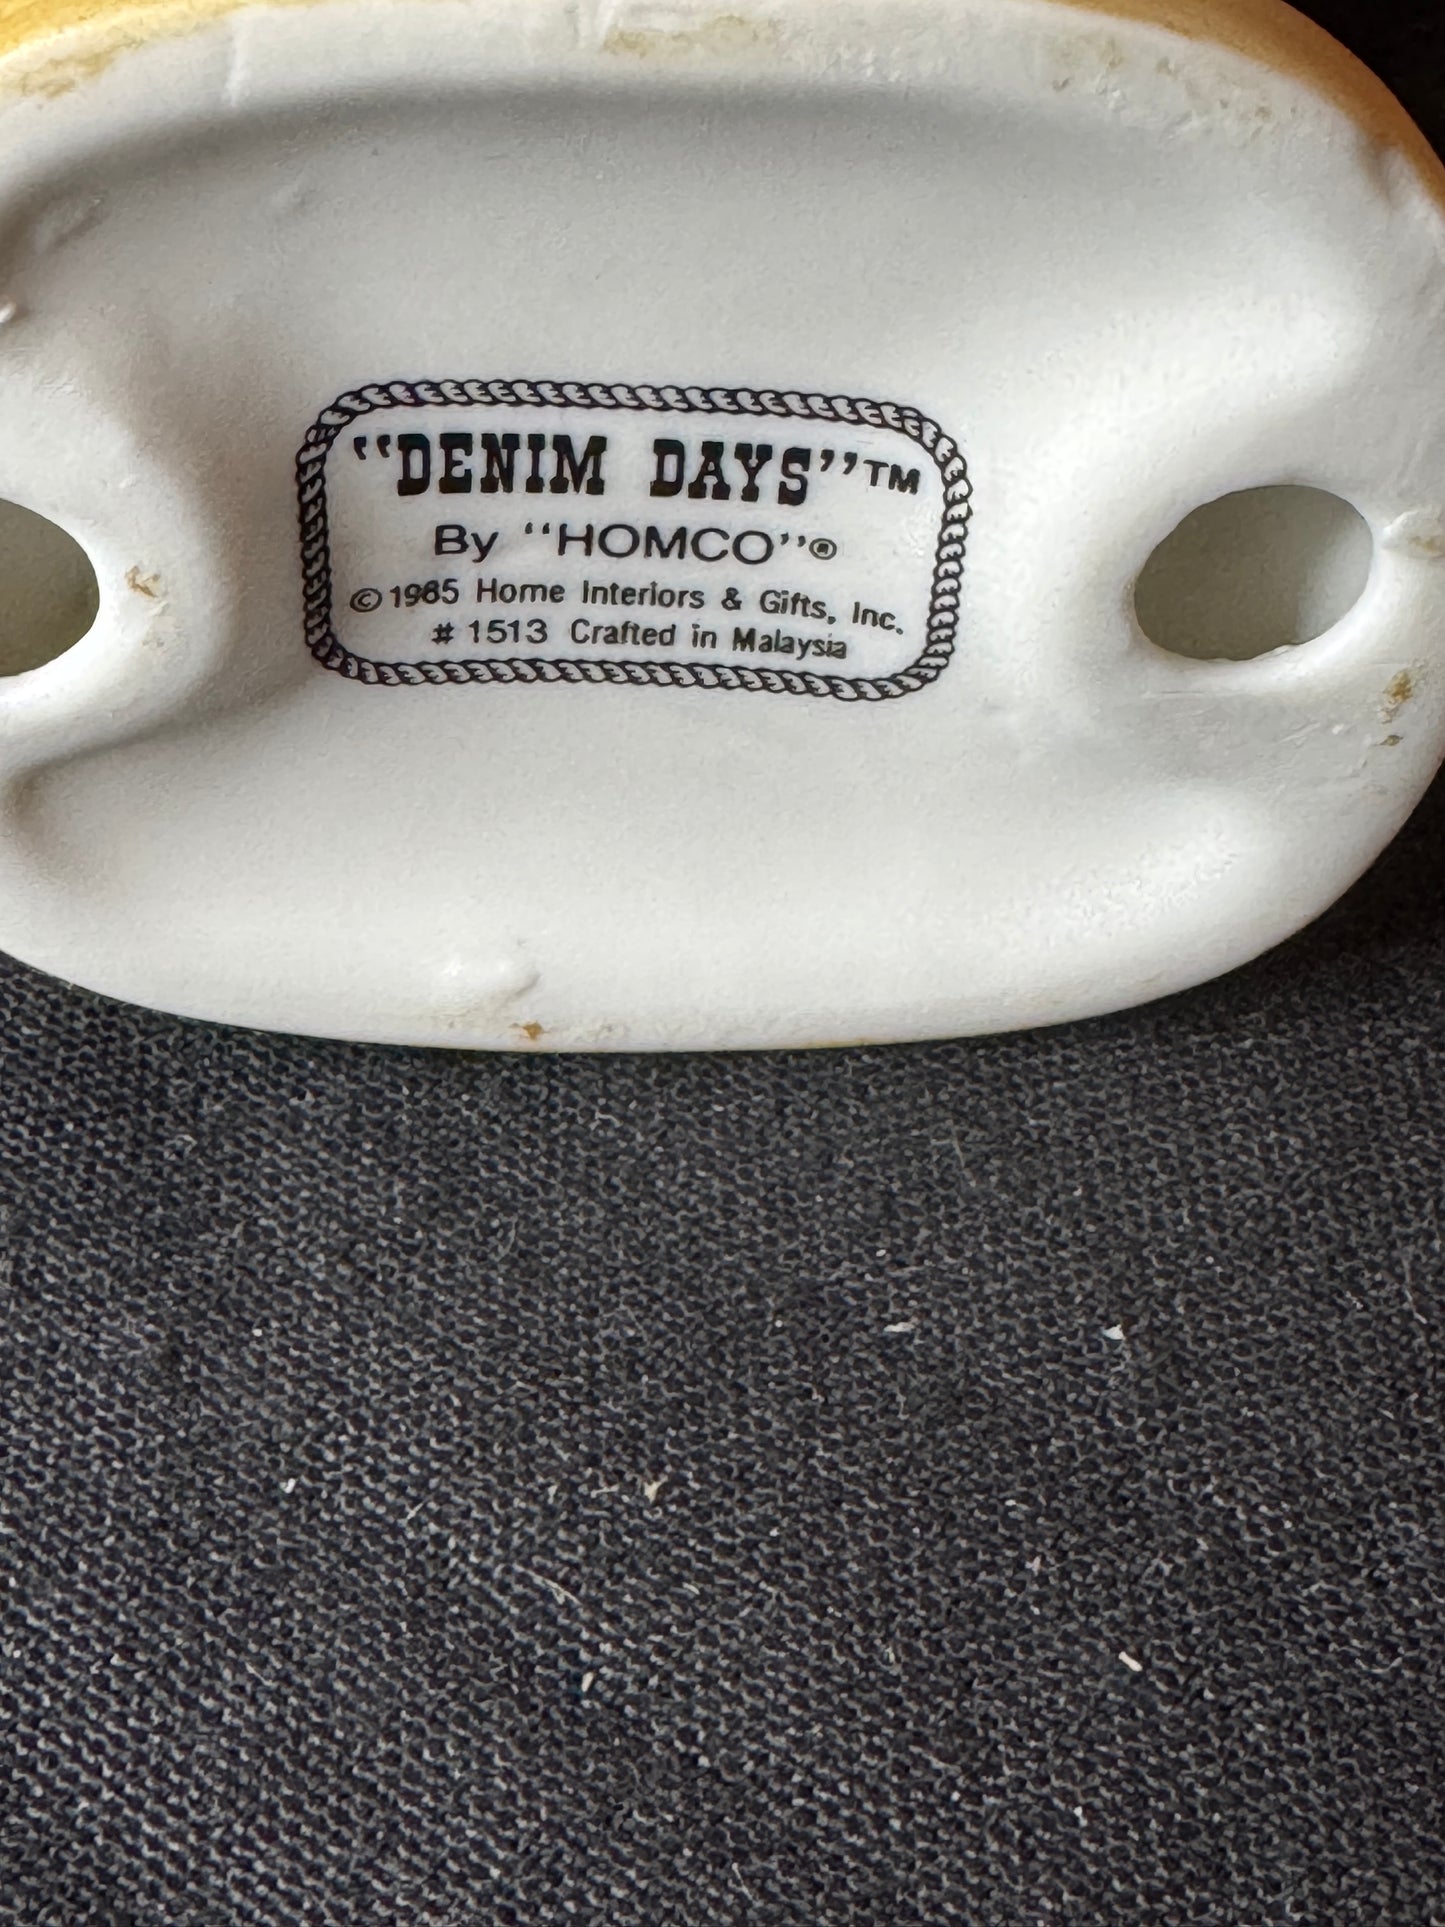 “DENIM DAYS”™
By “HOMCO”®
©1985 Home Interiors & Gifts, Inc.
# 1513 Crafted in Malaysia